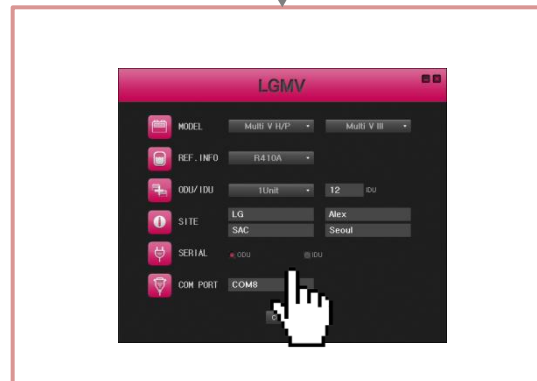 LGMV
MODEL Multi V H/P Multi V III
REF.INFO R410A
ODU/IDU 1Unit 12 IDU
SITE LG Alex
SAC Seoul
SERIAL ODU IDU
COM PORT COM8